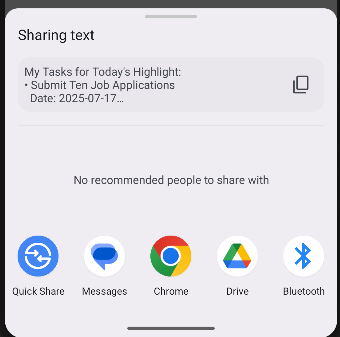 Sharing text
My Tasks for Today's Highlight:
• Submit Ten Job Applications
Date: 2025-07-17...
No recommended people to share with
Quick Share
Messages
Chrome
Drive
Bluetooth